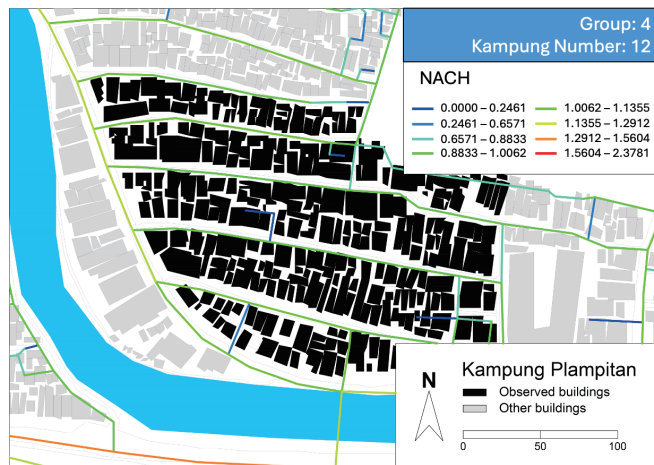 Group: 4
Kampung Number: 12
NACH
0.0000 – 0.2461
0.2461 – 0.6571
0.6571 – 0.8833
0.8833 – 1.0062
1.0062 – 1.1355
1.1355 – 1.2912
1.2912 – 1.5604
1.5604 – 2.3781
N
Kampung Plampitan
Observed buildings
Other buildings
0 50 100